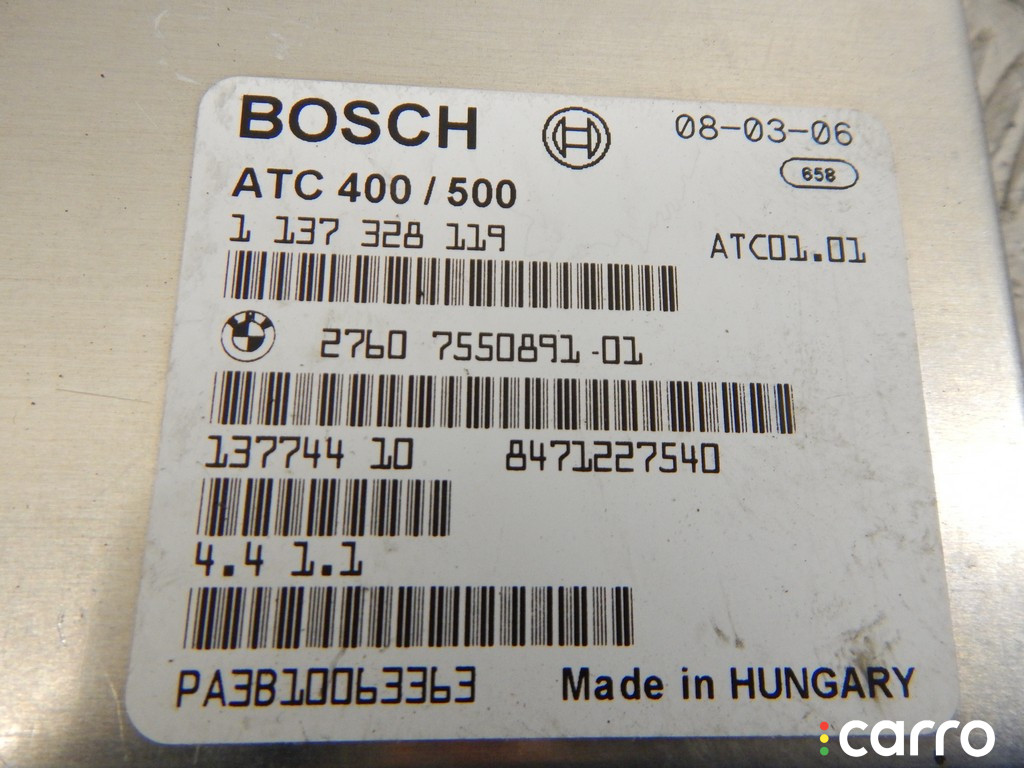 BOSCH
08-03-06
658
ATC 400 / 500
1 137 328 119
ATC01.01
2760 7550891-01
137744 10 8471227540
4.4 1.1
PA3B10063363
Made in HUNGARY
carro